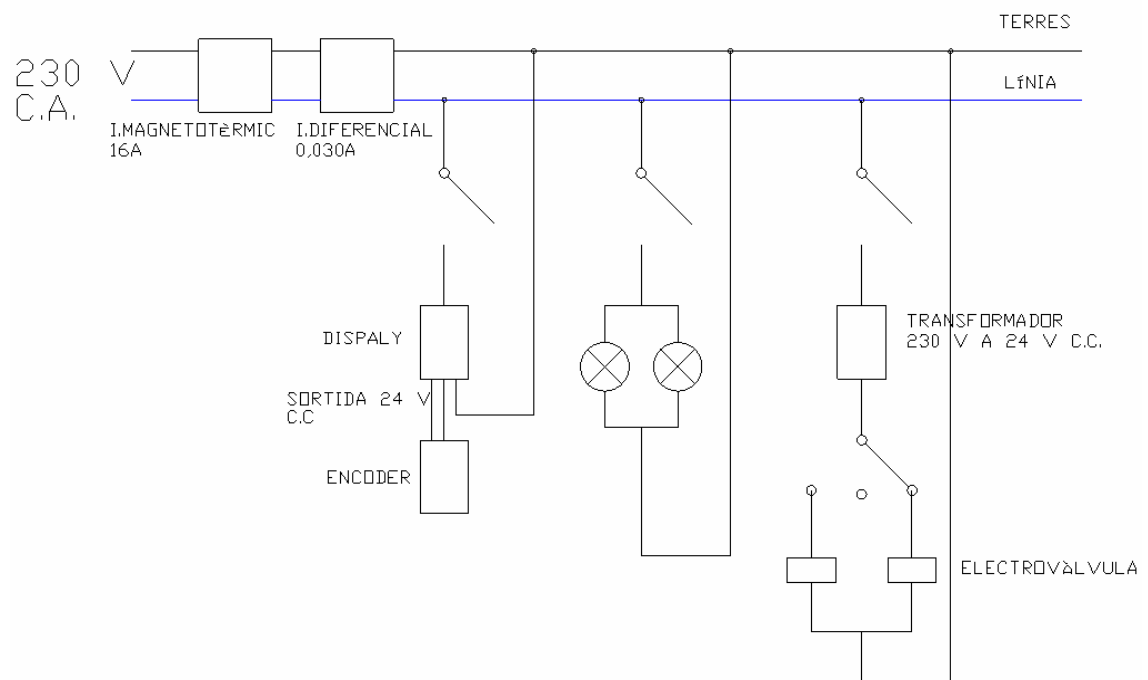 TERRES
230 V
C.A.
LíNIA
I.MAGNETOTèRMIC
16A
I.DIFERENCIAL
0,030A
DISPALY
TRANSFORMADOR
230 V A 24 V C.C.
SORTIDA 24 V
C.C
ENCODER
ELECTROVàLVULA